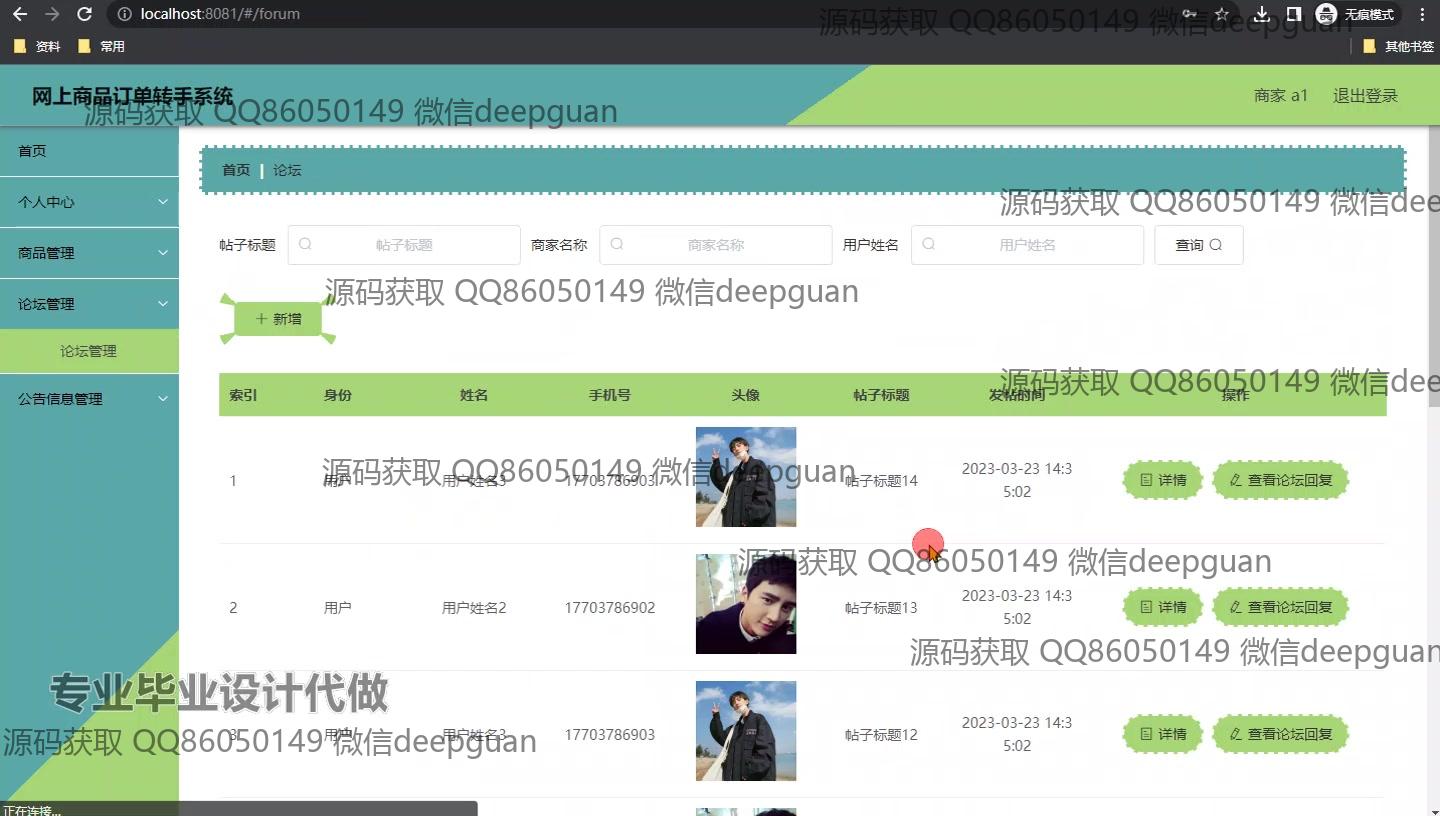 localhost:8081/#/forum
无痕模式
资料
常用
其他书签
源码获取 QQ86050149 微信deepguan
网上商品订单转手系统
源码获取 QQ86050149 微信deepguan
商家 a1
退出登录
首页
个人中心
商品管理
论坛管理
论坛管理
公告信息管理
首页 | 论坛
源码获取 QQ86050149 微信dee
帖子标题 帖子标题 商家名称 商家名称 用户姓名 用户姓名 查询
源码获取 QQ86050149 微信deepguan
新增
源码获取 QQ86050149 微信dee
索引 身份 姓名 手机号 头像 帖子标题 发帖时间 操作
源码获取 QQ86050149 微信deepguan
1 用户 用户姓名3 17703786903 帖子标题14 2023-03-23 14:3
5:02
详情 查看论坛回复
源码获取 QQ86050149 微信deepguan
2 用户 用户姓名2 17703786902 帖子标题13 2023-03-23 14:3
5:02
详情 查看论坛回复
源码获取 QQ86050149 微信deepguan
专业毕业设计代做
3 用户 用户姓名3 17703786903 帖子标题12 2023-03-23 14:3
5:02
详情 查看论坛回复
源码获取 QQ86050149 微信deepguan
正在连接...